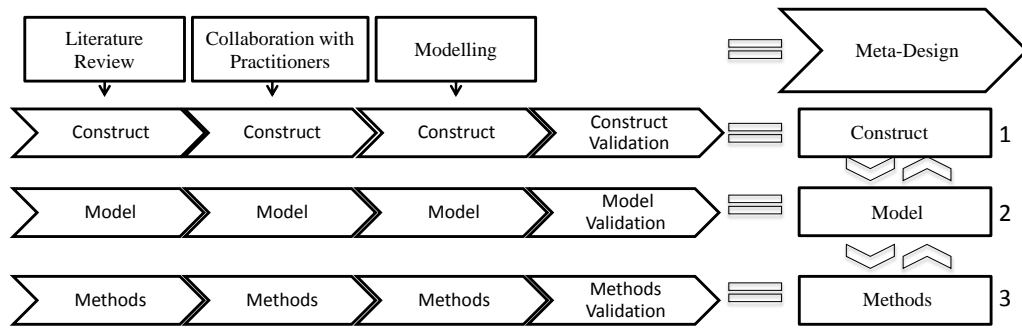 Literature
Review
Collaboration with
Practitioners
Modelling
Meta-Design
Construct
Construct
Construct
Construct
Validation
Construct
1
Model
Model
Model
Model
Validation
Model
2
Methods
Methods
Methods
Methods
Validation
Methods
3